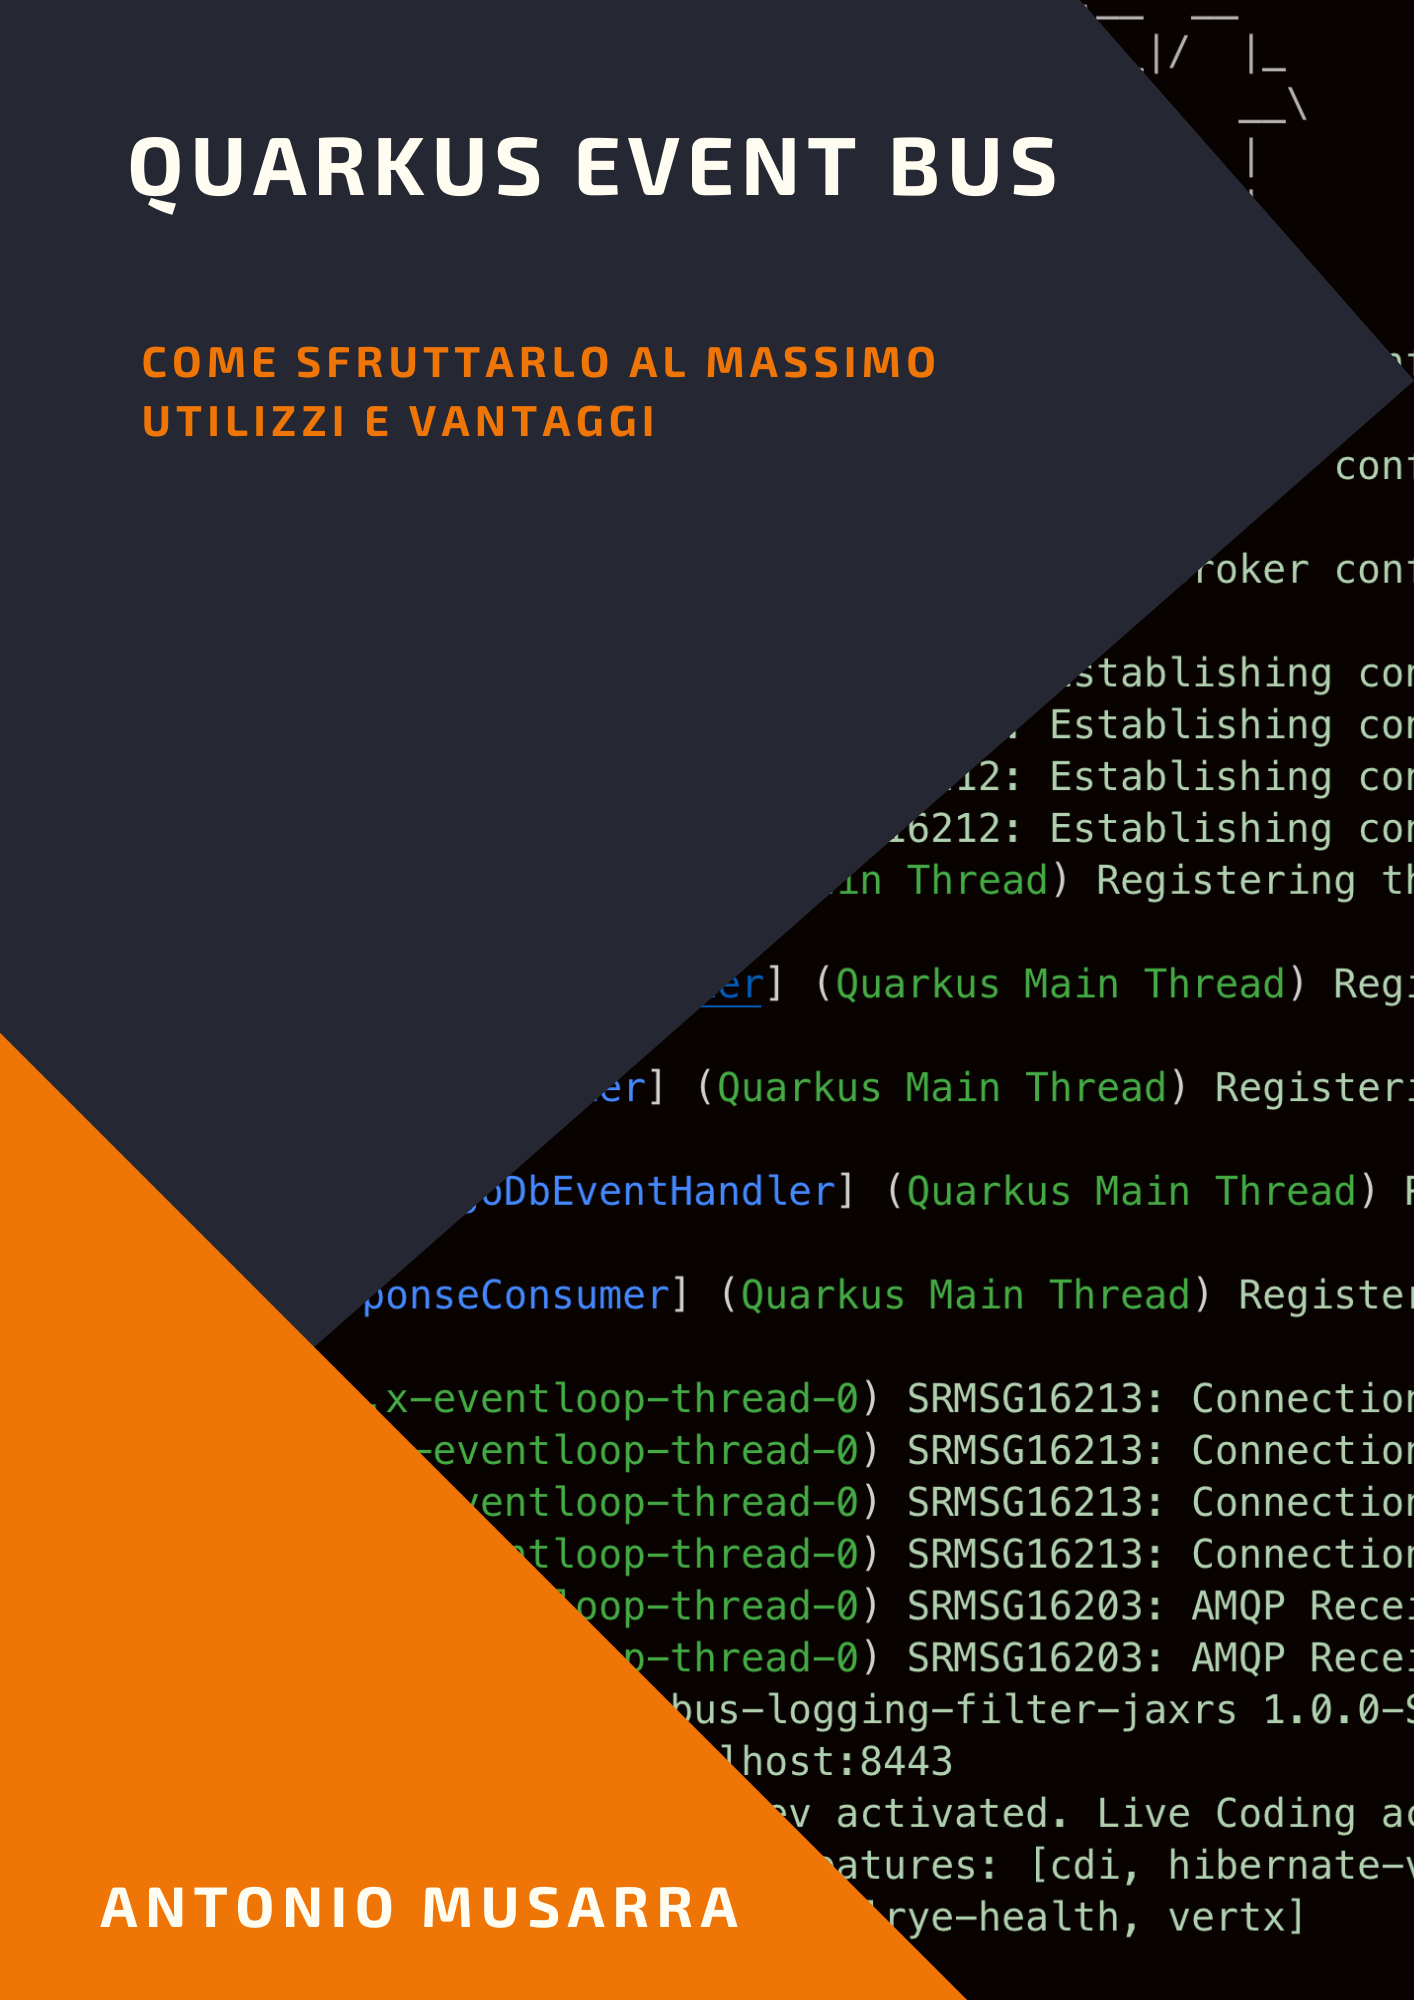 QUARKUS EVENT BUS
COME SFRUTTARLO AL MASSIMO
UTILIZZI E VANTAGGI
conf
roker conf
stablishing con
: Establishing con
12: Establishing con
16212: Establishing con
in Thread) Registering th
er] (Quarkus Main Thread) Regi
er] (Quarkus Main Thread) Registeri
goDbEventHandler] (Quarkus Main Thread) R
ponseConsumer] (Quarkus Main Thread) Register
.x-eventloop-thread-0) SRMSG16213: Connection
-eventloop-thread-0) SRMSG16213: Connection
ventloop-thread-0) SRMSG16213: Connection
ntloop-thread-0) SRMSG16213: Connection
loop-thread-0) SRMSG16203: AMQP Recei
p-thread-0) SRMSG16203: AMQP Recei
bus-logging-filter-jaxrs 1.0.0-S
lhost:8443
ev activated. Live Coding ac
eatures: [cdi, hibernate-v
lrye-health, vertx]
ANTONIO MUSARRA